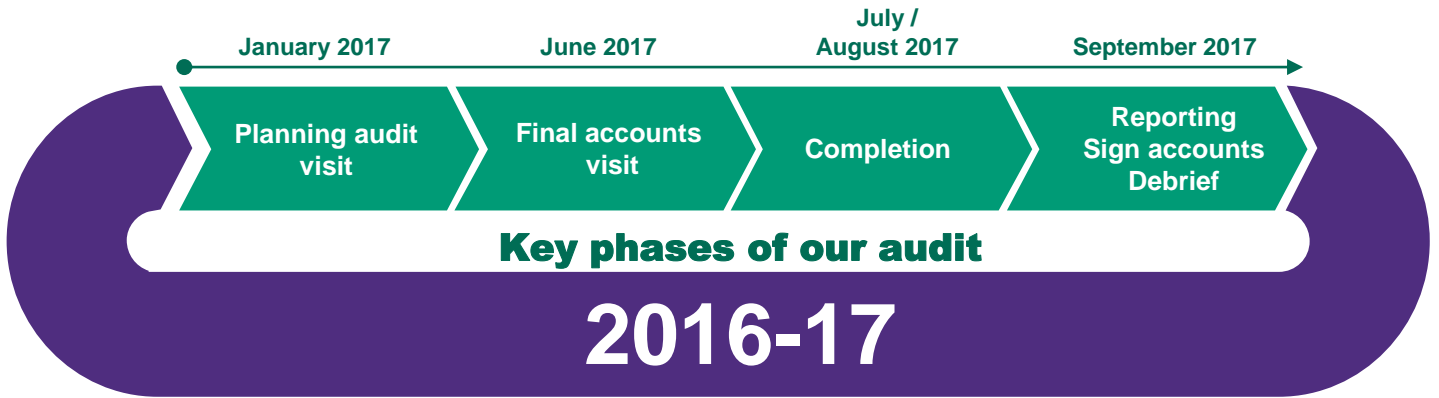 January 2017
June 2017
July /
August 2017
September 2017
Planning audit
visit
Final accounts
visit
Completion
Reporting
Sign accounts
Debrief
Key phases of our audit
2016-17